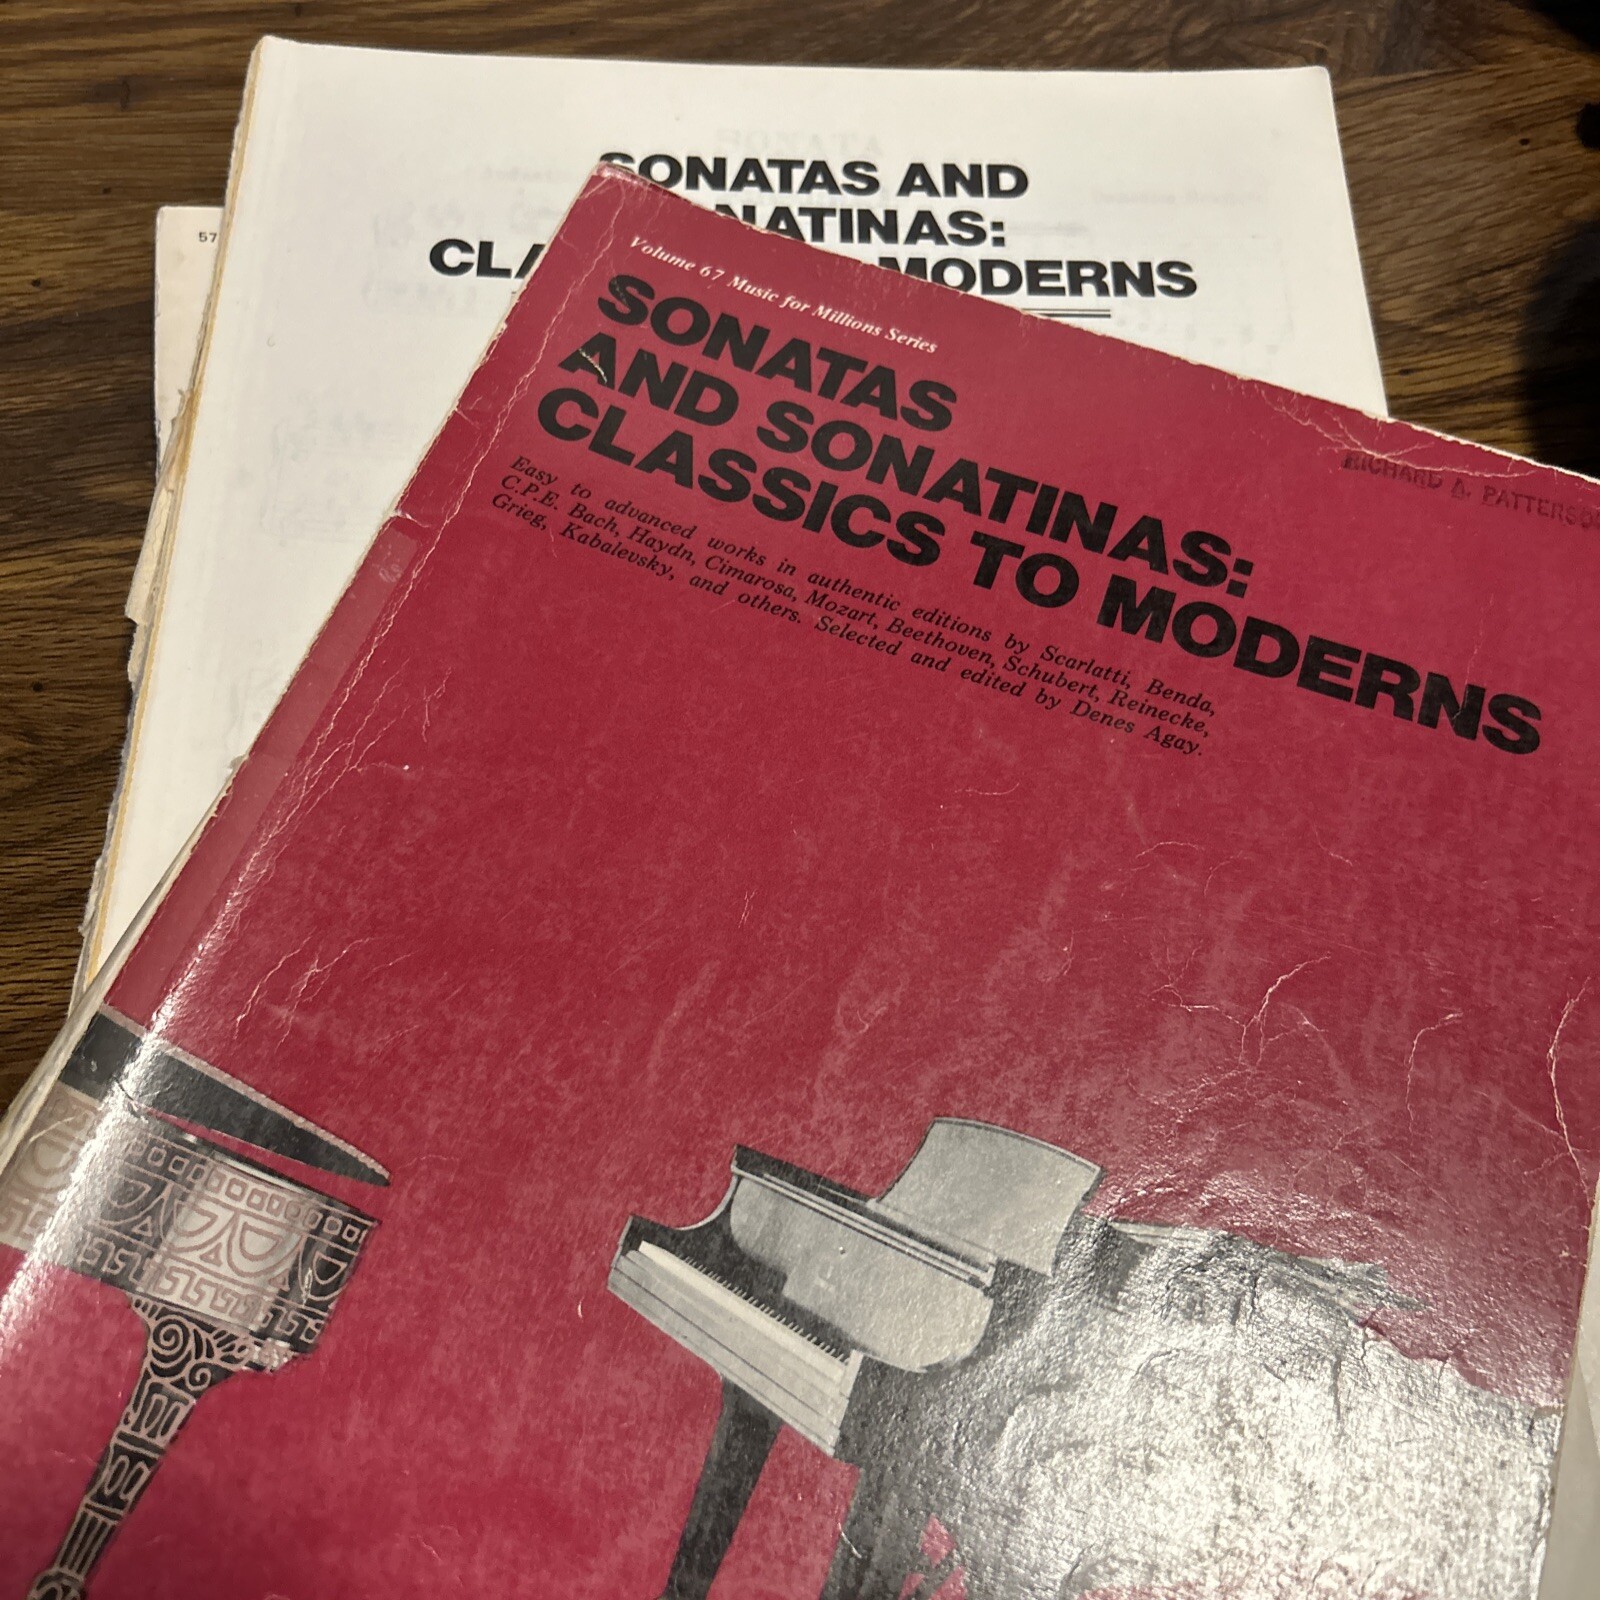 57
SONATAS AND
NATINAS:
CLA MODERNS
Volume 67 Music for Millions Series
SONATAS
AND SONATINAS:
CLASSICS TO MODERNS
Easy to advanced works in authentic editions by Scarlatti, Benda,
C.P.E. Bach, Haydn, Cimarosa, Mozart, Beethoven, Schubert, Reinecke,
Grieg, Kabalevsky, and others. Selected and edited by Denes Agay.
RICHARD A. PATTERSO